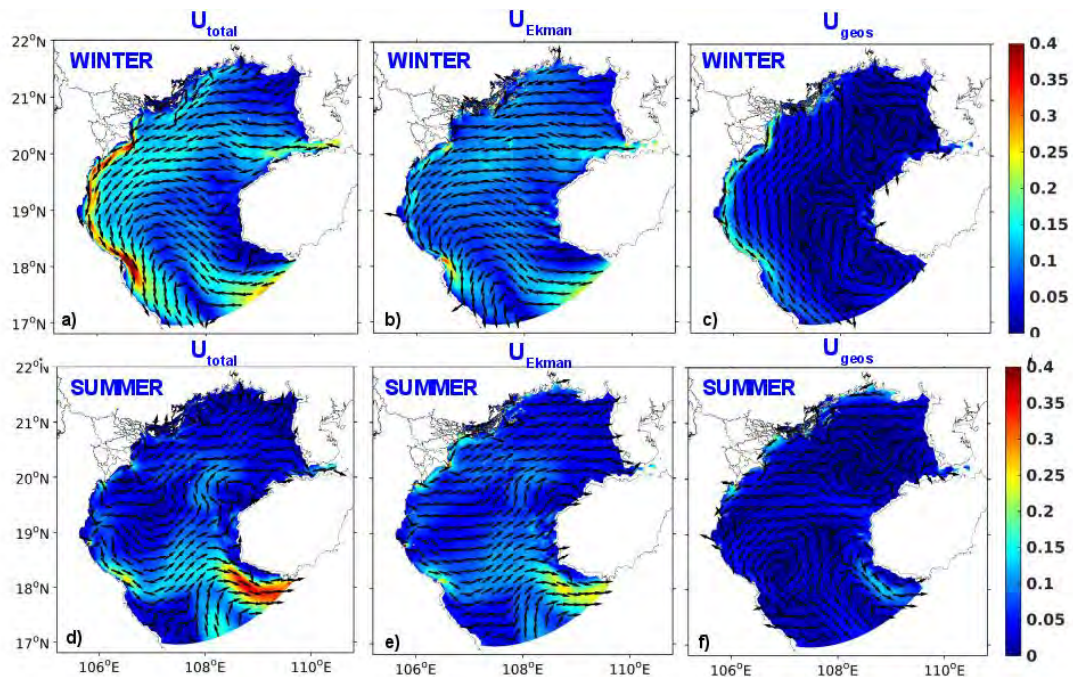 U_total U_Ekman U_geos
22°N WINTER WINTER WINTER 0.4
21°N 0.35
20°N 0.3
0.25
19°N 0.2
0.15
18°N 0.1
0.05
17°N a) b) c) 0
U_total U_Ekman U_geos
22°N SUMMER SUMMER SUMMER 0.4
21°N 0.35
20°N 0.3
0.25
19°N 0.2
0.15
18°N 0.1
0.05
17°N d) e) f) 0
106°E 108°E 110°E 106°E 108°E 110°E 106°E 108°E 110°E